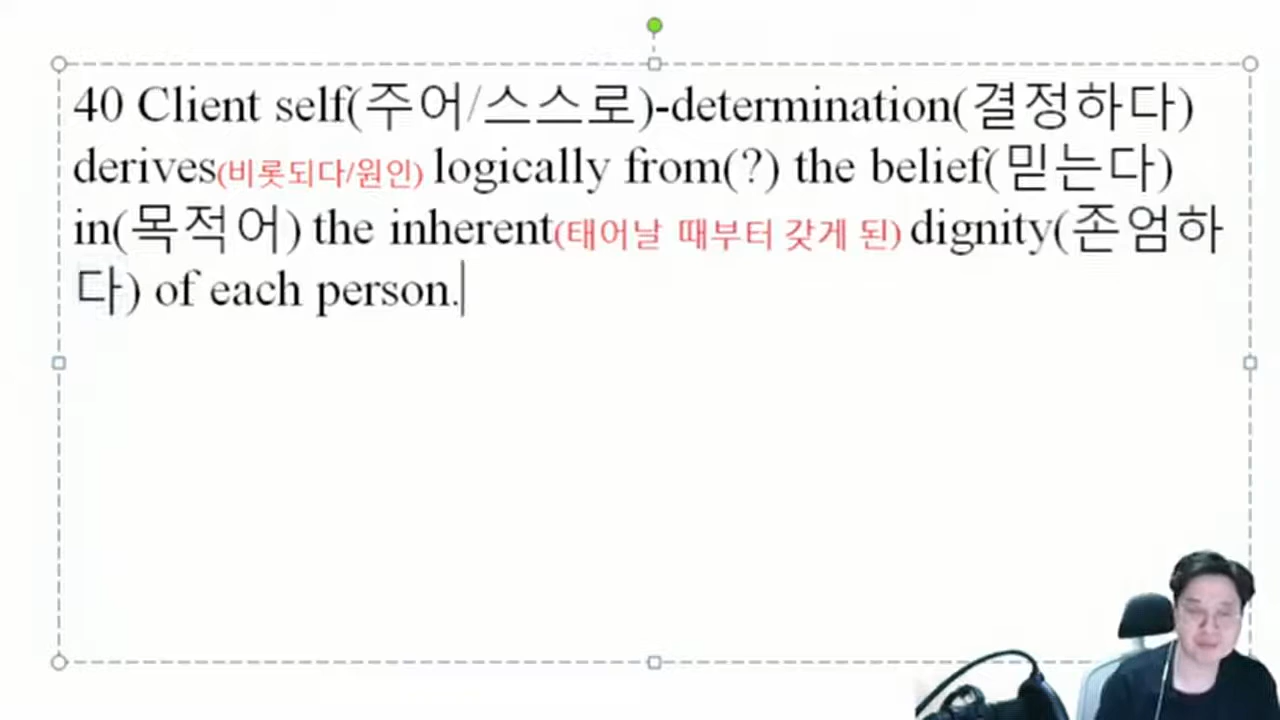 40 Client self(주어/스스로)-determination(결정하다)
derives(비롯되다/원인) logically from(?) the belief(믿는다)
in(목적어) the inherent(태어날 때부터 갖게 된) dignity(존엄하
다) of each person.